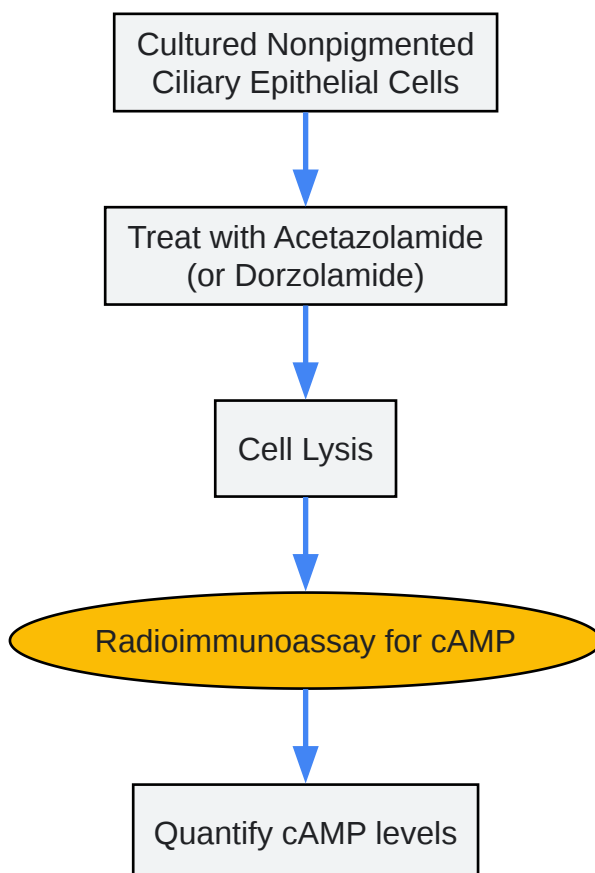 Cultured Nonpigmented
Ciliary Epithelial Cells
Treat with Acetazolamide
(or Dorzolamide)
Cell Lysis
Radioimmunoassay for cAMP
Quantify cAMP levels